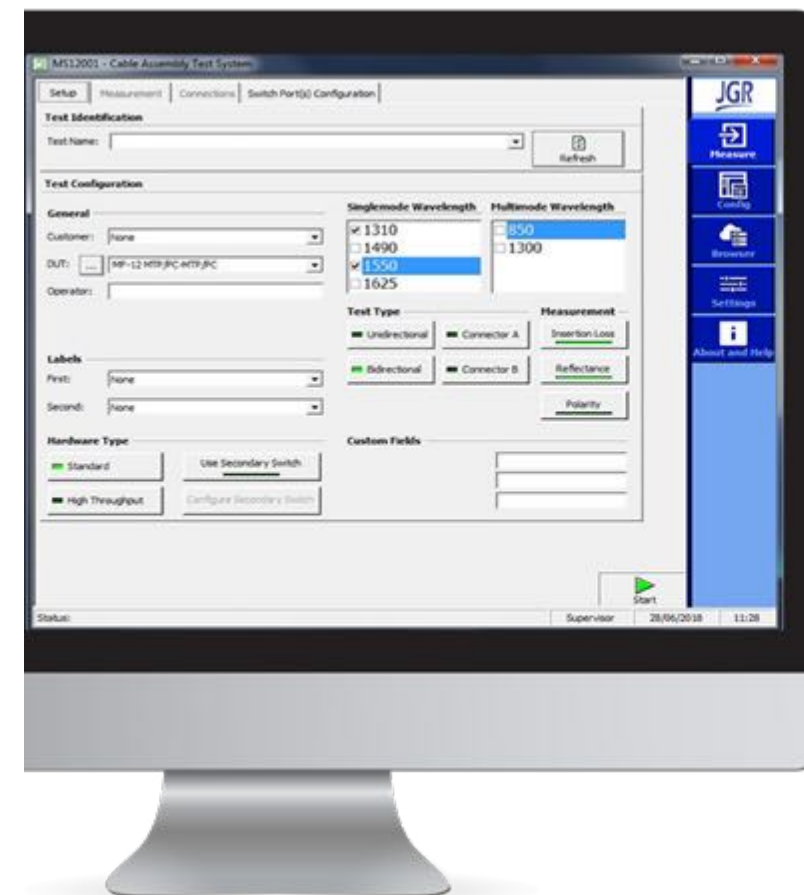 MS12001 - Cable Assembly Test System
Setup Measurement Connections Switch Port(s) Configuration
JGR
Test Identification
Test Name:
Refresh
Measure
Test Configuration
General
Singlemode Wavelength Multimode Wavelength
Config
Customer: None
1310
850
1490
1300
DUT: ... MP-12 MTP/PC-MTP/PC
1550
Browser
Operator:
1625
Settings
Test Type Measurement
Unidirectional Connector A Insertion Loss
About and Help
Labels
First: None
Bidirectional Connector B Reflectance
Second: None
Polarity
Hardware Type
Custom Fields
Standard Use Secondary Switch
High Throughput Configure Secondary Switch
Start
Status: Supervisor 28/06/2018 11:28